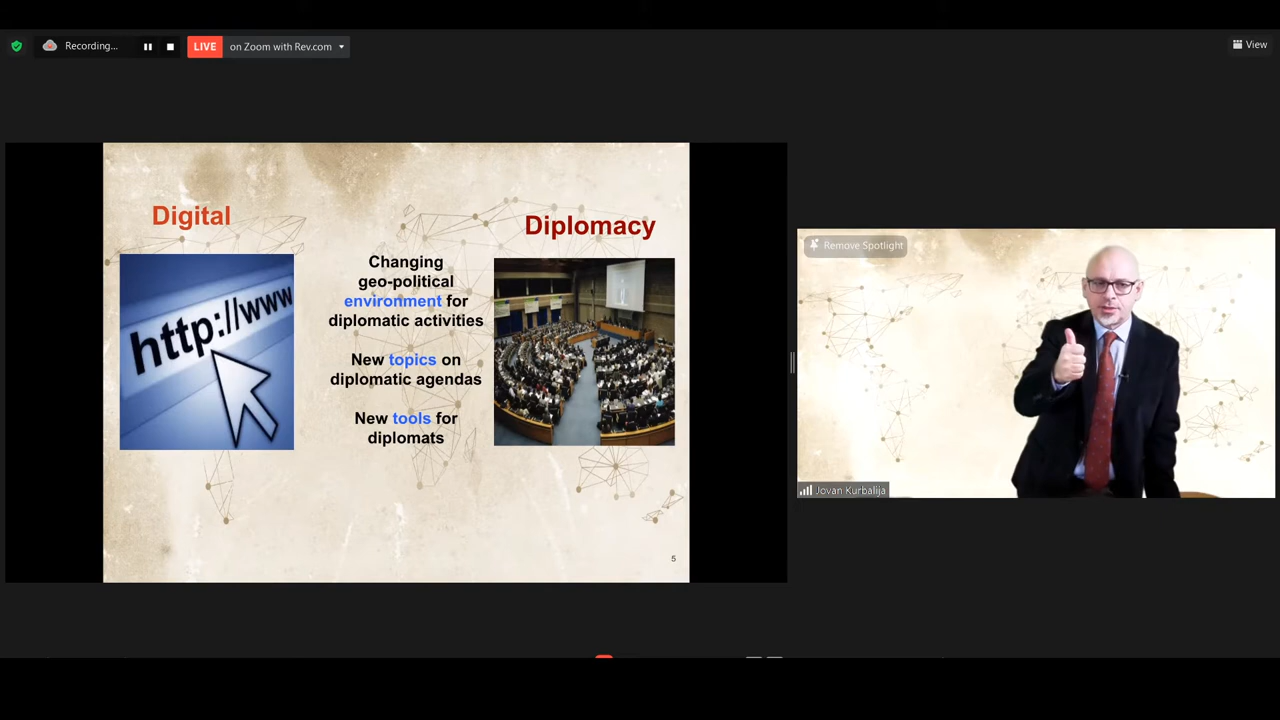 Recording...
LIVE
on Zoom with Rev.com
View
Digital
Diplomacy
Changing
geo-political
environment for
diplomatic activities
New topics on
diplomatic agendas
New tools for
diplomats
http://www
5
Remove Spotlight
Jovan Kurbalija